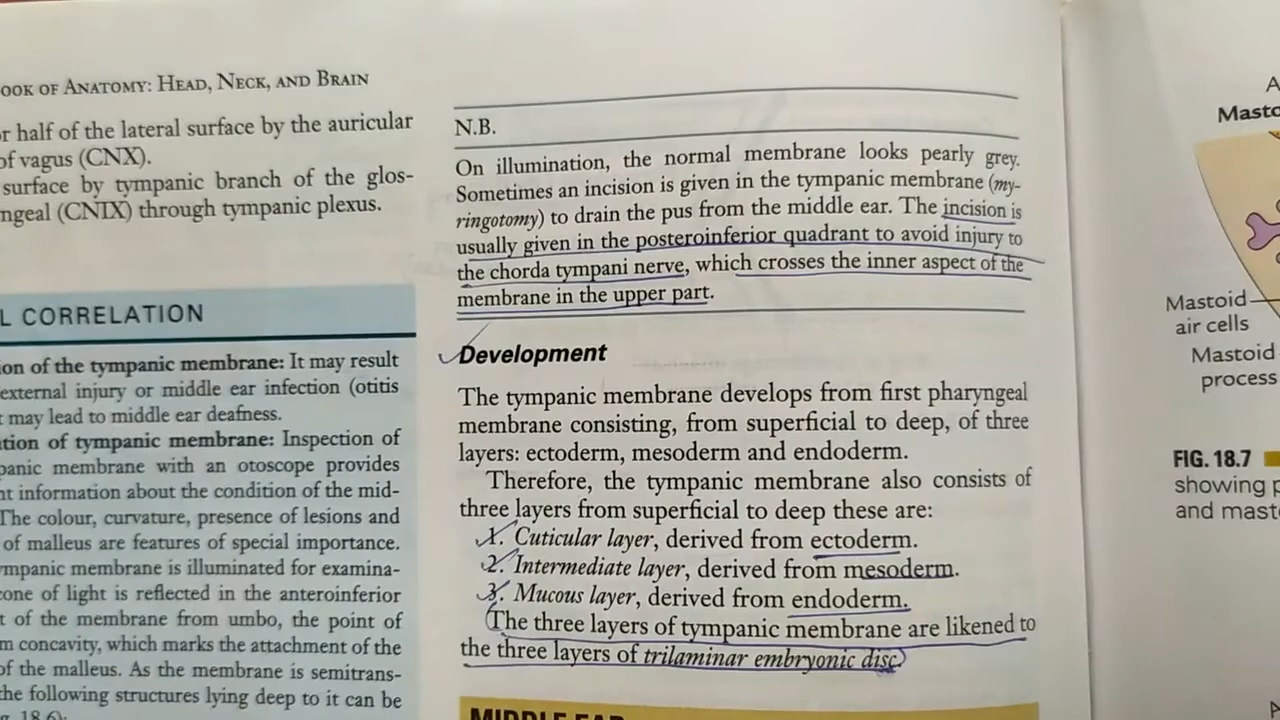 OOK OF ANATOMY: HEAD, NECK, AND BRAIN
r half of the lateral surface by the auricular
of vagus (CNX).
surface by tympanic branch of the glos-
ngeal (CNIX) through tympanic plexus.
L CORRELATION
ion of the tympanic membrane: It may result
external injury or middle ear infection (otitis
t may lead to middle ear deafness.
tion of tympanic membrane: Inspection of
panic membrane with an otoscope provides
nt information about the condition of the mid-
The colour, curvature, presence of lesions and
of malleus are features of special importance.
mpanic membrane is illuminated for examina-
cone of light is reflected in the anteroinferior
t of the membrane from umbo, the point of
m concavity, which marks the attachment of the
of the malleus. As the membrane is semitrans-
the following structures lying deep to it can be
18.6):
N.B.
On illumination, the normal membrane looks pearly grey.
Sometimes an incision is given in the tympanic membrane (my-
ringotomy) to drain the pus from the middle ear. The incision is
usually given in the posteroinferior quadrant to avoid injury to
the chorda tympani nerve, which crosses the inner aspect of the
membrane in the upper part.
Development
The tympanic membrane develops from first pharyngeal
membrane consisting, from superficial to deep, of three
layers: ectoderm, mesoderm and endoderm.
Therefore, the tympanic membrane also consists of
three layers from superficial to deep these are:
1. Cuticular layer, derived from ectoderm.
2. Intermediate layer, derived from mesoderm.
3. Mucous layer, derived from endoderm.
The three layers of tympanic membrane are likened to
the three layers of trilaminar embryonic disc.
MIDDLE EAR
A
Masto
Mastoid
air cells
Mastoid
process
FIG. 18.7
showing p
and mast